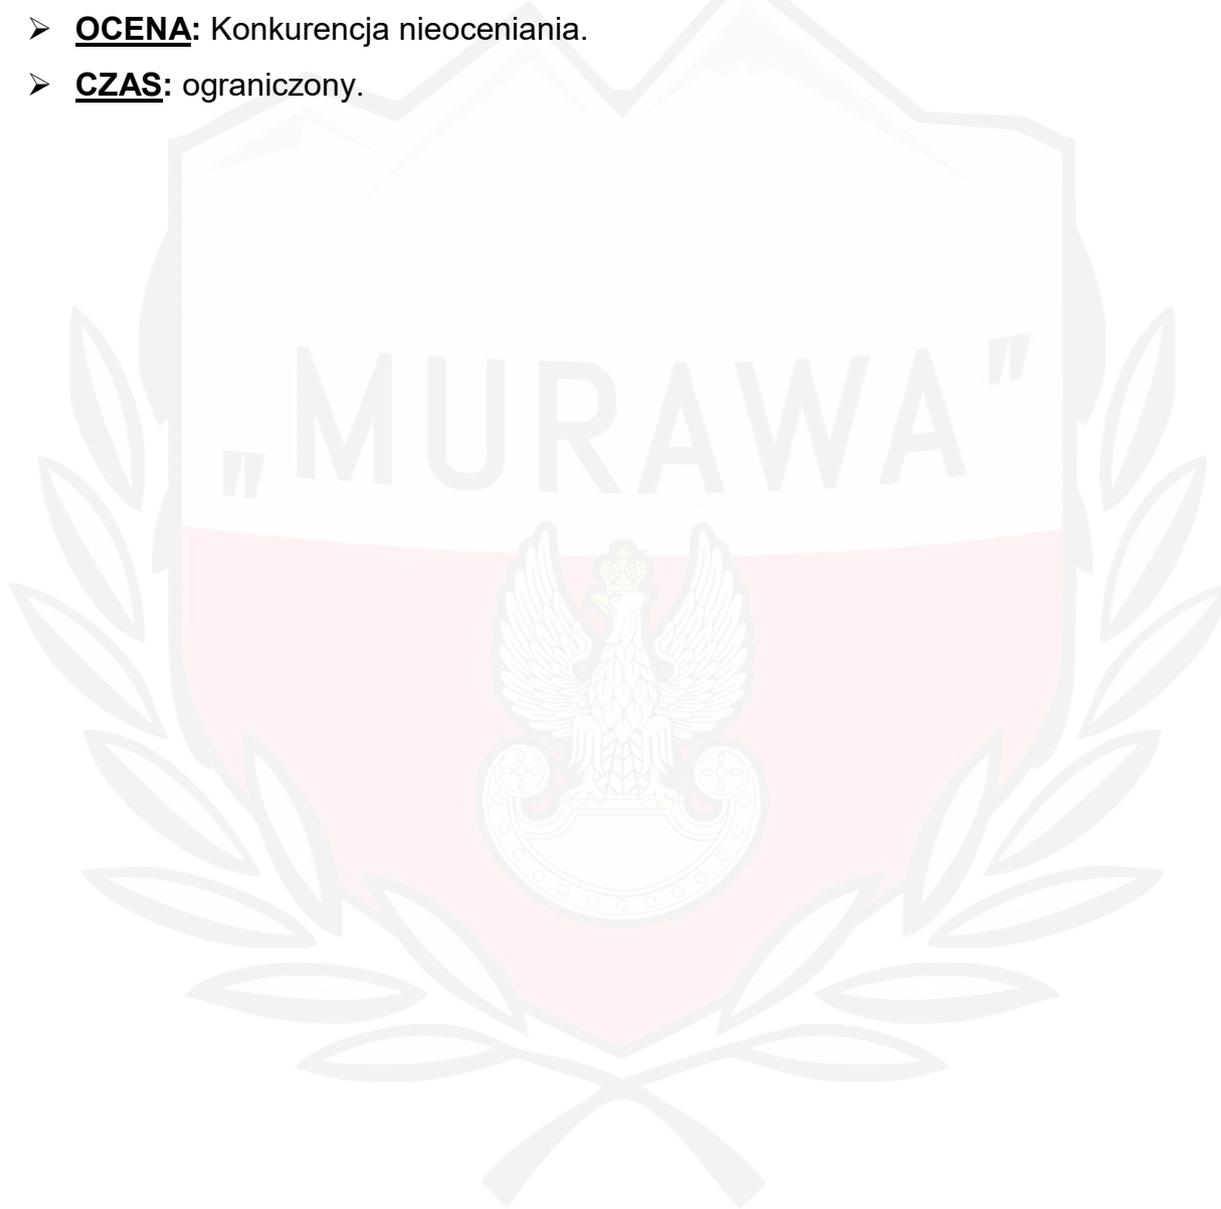 ➢ OCENA: Konkurencja nieoceniania.
➢ CZAS: ograniczony.
„MURAWA"